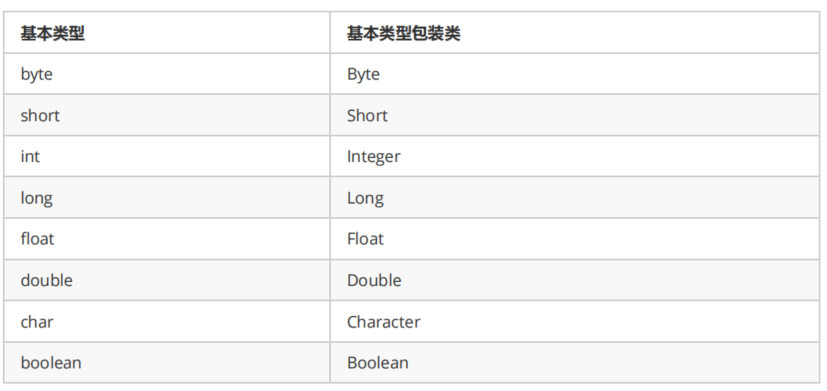 基本类型 基本类型包装类
byte Byte
short Short
int Integer
long Long
float Float
double Double
char Character
boolean Boolean